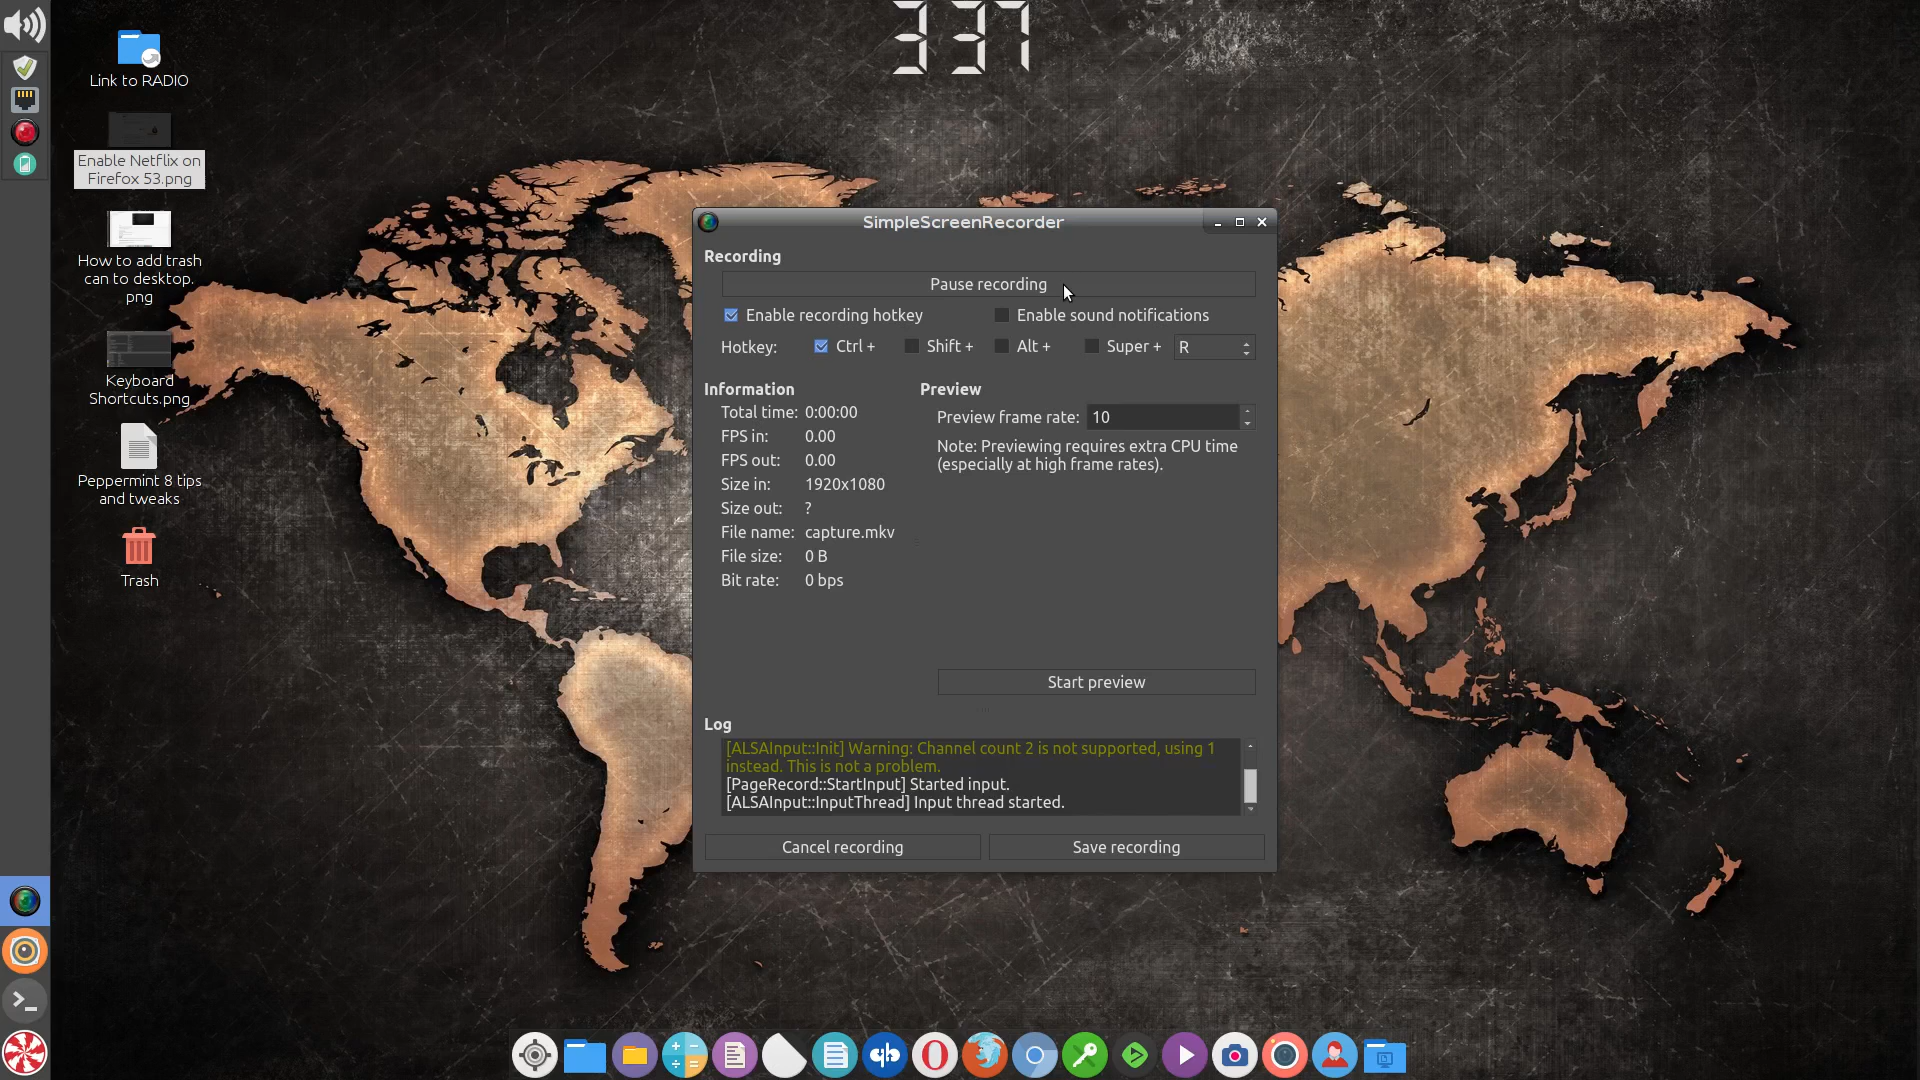 337
Link to RADIO
Enable Netflix on
Firefox 53.png
How to add trash
can to desktop.
png
Keyboard
Shortcuts.png
Peppermint 8 tips
and tweaks
Trash
SimpleScreenRecorder
Recording
Pause recording
Enable recording hotkey
Enable sound notifications
Hotkey: Ctrl + Shift + Alt + Super + R
Information
Total time: 0:00:00
FPS in: 0.00
FPS out: 0.00
Size in: 1920x1080
Size out: ?
File name: capture.mkv
File size: 0 B
Bit rate: 0 bps
Preview
Preview frame rate: 10
Note: Previewing requires extra CPU time
(especially at high frame rates).
Start preview
Log
[ALSAInput::Init] Warning: Channel count 2 is not supported, using 1
instead. This is not a problem.
[PageRecord::StartInput] Started input.
[ALSAInput::InputThread] Input thread started.
Cancel recording
Save recording